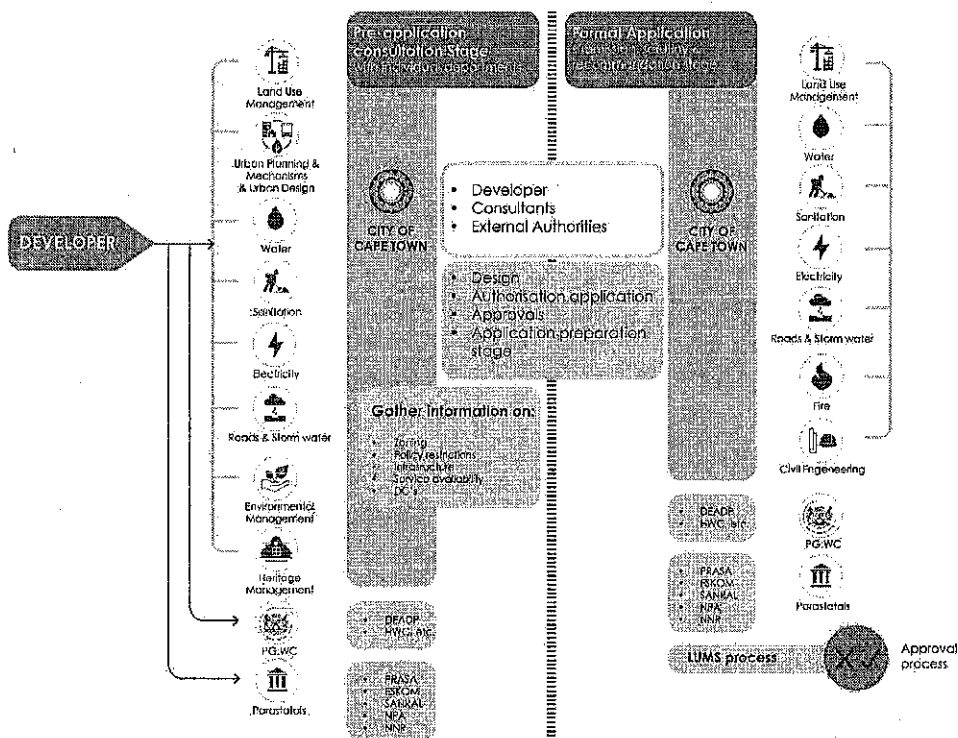 DEVELOPER
Land Use
Management
Urban Planning &
Mechanisms
& Urban Design
Water
Sanitation
Electricity
Roads & Storm water
Environmental
Management
Heritage
Management
PG:WC
Parastatals
Pre-application
Consultation Stage
CITY OF
CAPE TOWN
Gather information on:
• Zoning
• Policy restrictions
• Infrastructure
• Service availability
• DC's
• DEADP
• HWC, etc.
• PRASA
• ESKOM
• SANRAL
• NPA
• NNR
• Developer
• Consultants
• External Authorities
• Design
• Authorisation application
• Approvals
• Application preparation
stage
Formal Application
CITY OF
CAPE TOWN
• DEADP
• HWC, etc.
• PRASA
• ESKOM
• SANRAL
• NPA
• NNR
LUMS process
Approval
process
Land Use
Management
Water
Sanitation
Electricity
Roads & Storm water
Fire
Civil Engeneering
PG:WC
Parastatals